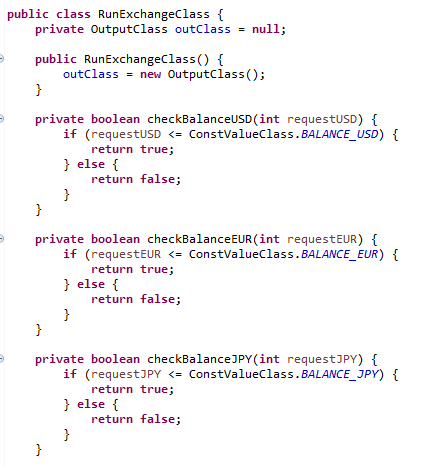 public class RunExchangeClass {
    private OutputClass outClass = null;

    public RunExchangeClass() {
        outClass = new OutputClass();
    }

    private boolean checkBalanceUSD(int requestUSD) {
        if (requestUSD <= ConstValueClass.BALANCE_USD) {
            return true;
        } else {
            return false;
        }
    }

    private boolean checkBalanceEUR(int requestEUR) {
        if (requestEUR <= ConstValueClass.BALANCE_EUR) {
            return true;
        } else {
            return false;
        }
    }

    private boolean checkBalanceJPY(int requestJPY) {
        if (requestJPY <= ConstValueClass.BALANCE_JPY) {
            return true;
        } else {
            return false;
        }
    }